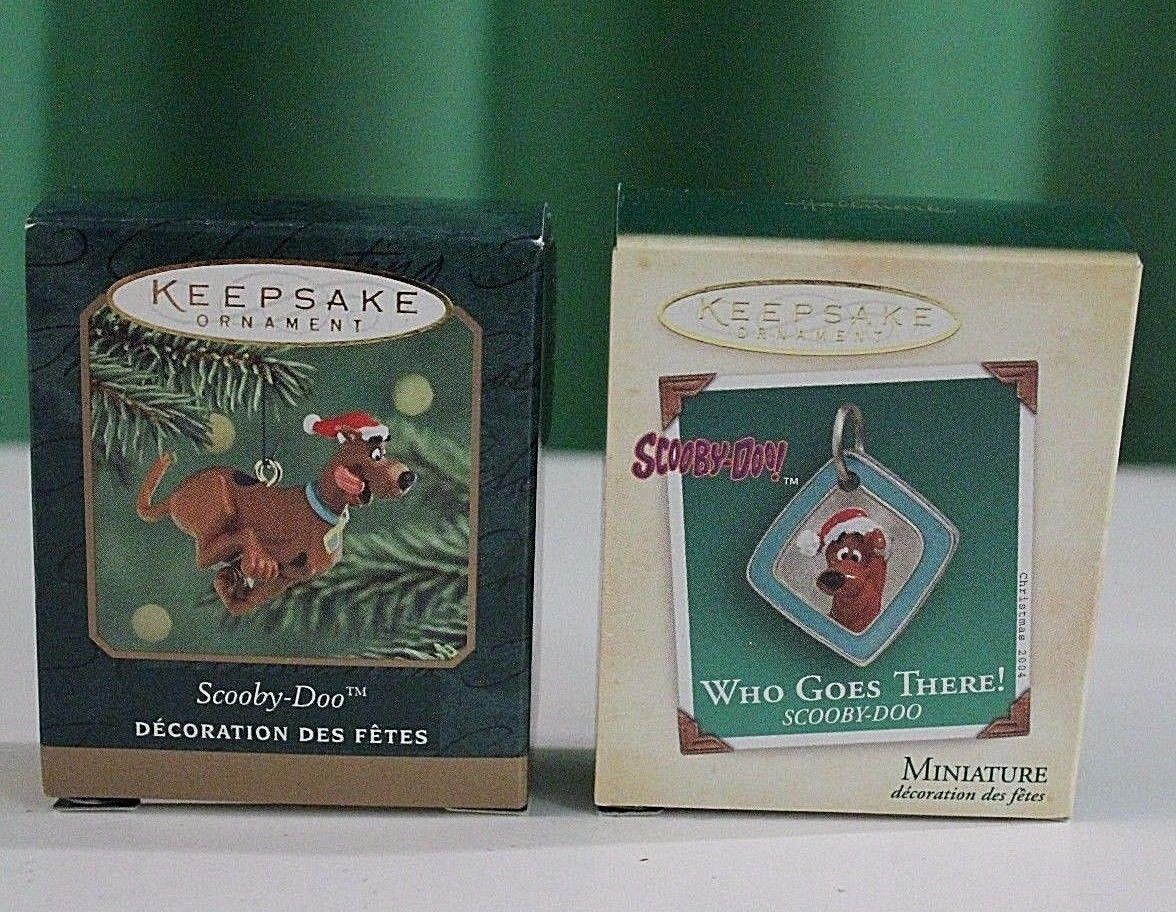 KEEPSAKE
ORNAMENT
Scooby-Doo™
DÉCORATION DES FÊTES
Hallmark
KEEPSAKE
ORNAMENT
SCOOBY-DOO!™
Christmas 2004
WHO GOES THERE!
SCOOBY-DOO
MINIATURE
décoration des fêtes